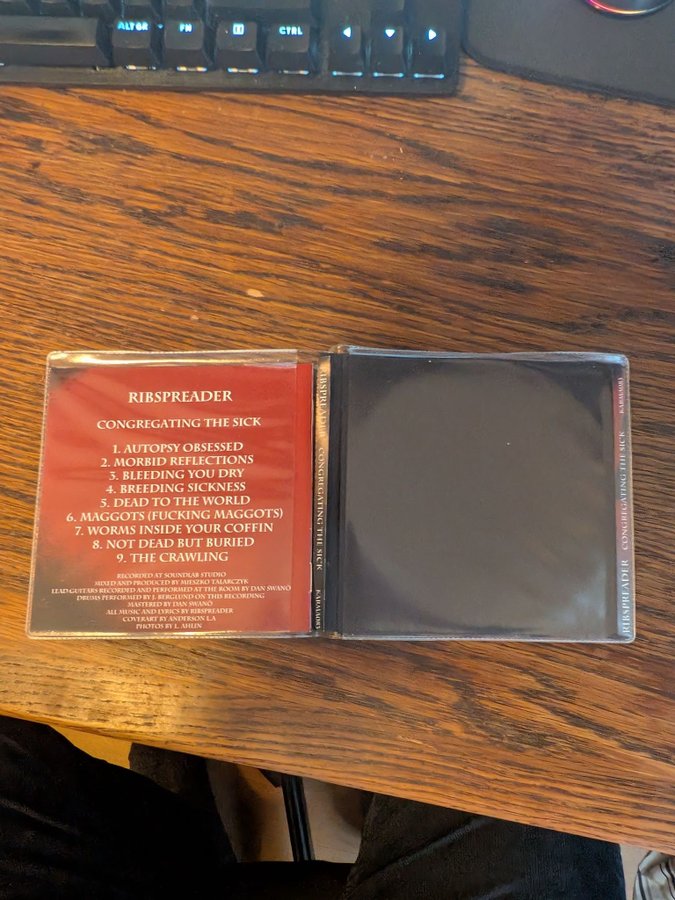 ALTGR
FN
CTRL
RIBSPREADER
CONGREGATING THE SICK
1. AUTOPSY OBSESSED
2. MORBID REFLECTIONS
3. BLEEDING YOU DRY
4. BREEDING SICKNESS
5. DEAD TO THE WORLD
6. MAGGOTS (FUCKING MAGGOTS)
7. WORMS INSIDE YOUR COFFIN
8. NOT DEAD BUT BURIED
9. THE CRAWLING
RECORDED AT SOUNDLAB STUDIO
MIXED AND PRODUCED BY MIESZKO TALARCZYK
LEAD GUITARS RECORDED AND PERFORMED AT THE ROOM BY DAN SWANÖ
DRUMS PERFORMED BY J. BERGLUND ON THIS RECORDING
MASTERED BY DAN SWANÖ
ALL MUSIC AND LYRICS BY RIBSPREADER
COVERART BY ANDERSON L.A
PHOTOS BY L. AHLIN
RIBSPREADER CONGREGATING THE SICK
RIBSPREADER CONGREGATING THE SICK